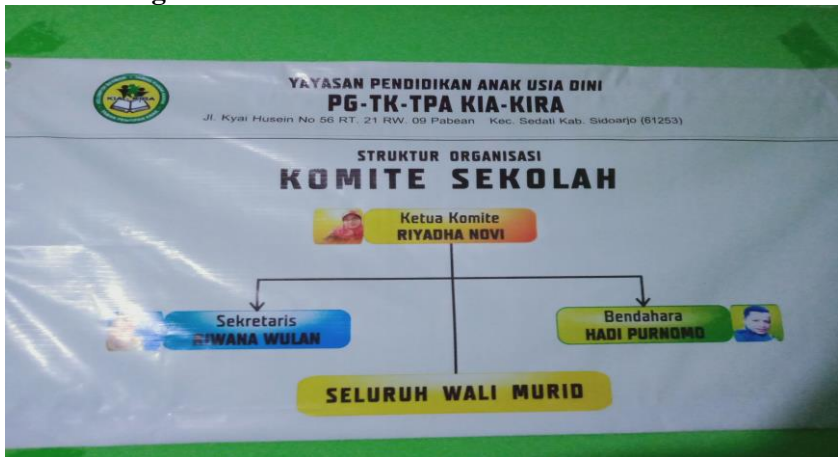 YAYASAN PENDIDIKAN ANAK USIA DINI
PG-TK-TPA KIA-KIRA
Jl. Kyai Husein No 56 RT. 21 RW. 09 Pabean Kec. Sedati Kab. Sidoarjo (61253)
STRUKTUR ORGANISASI
KOMITE SEKOLAH
Ketua Komite
RIYADHA NOVI
Sekretaris
RIWANA WULAN
Bendahara
HADI PURNOMO
SELURUH WALI MURID